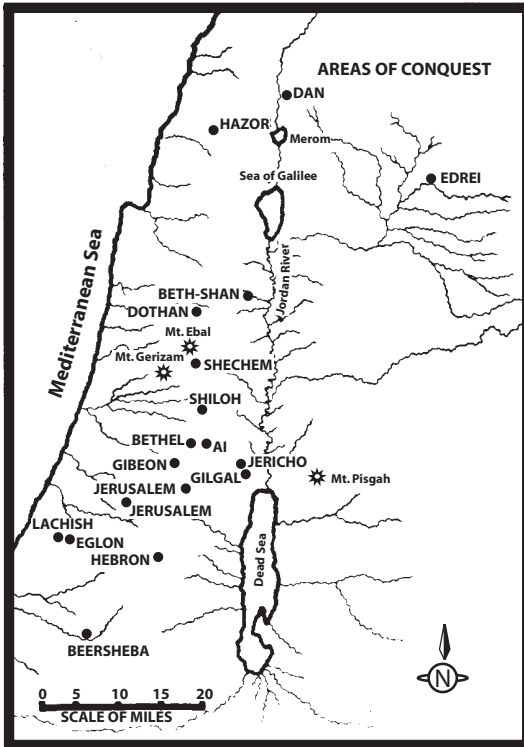 AREAS OF CONQUEST
DAN
HAZOR
Merom
Sea of Galilee
EDREI
Mediterranean Sea
Jordan River
BETH-SHAN
DOTHAN
Mt. Ebal
Mt. Gerizam
SHECHEM
SHILOH
BETHEL
AI
GIBEON
JERICHO
GILGAL
Mt. Pisgah
JERUSALEM
JERUSALEM
LACHISH
EGLON
HEBRON
Dead Sea
BEERSHEBA
N
0 5 10 15 20
SCALE OF MILES